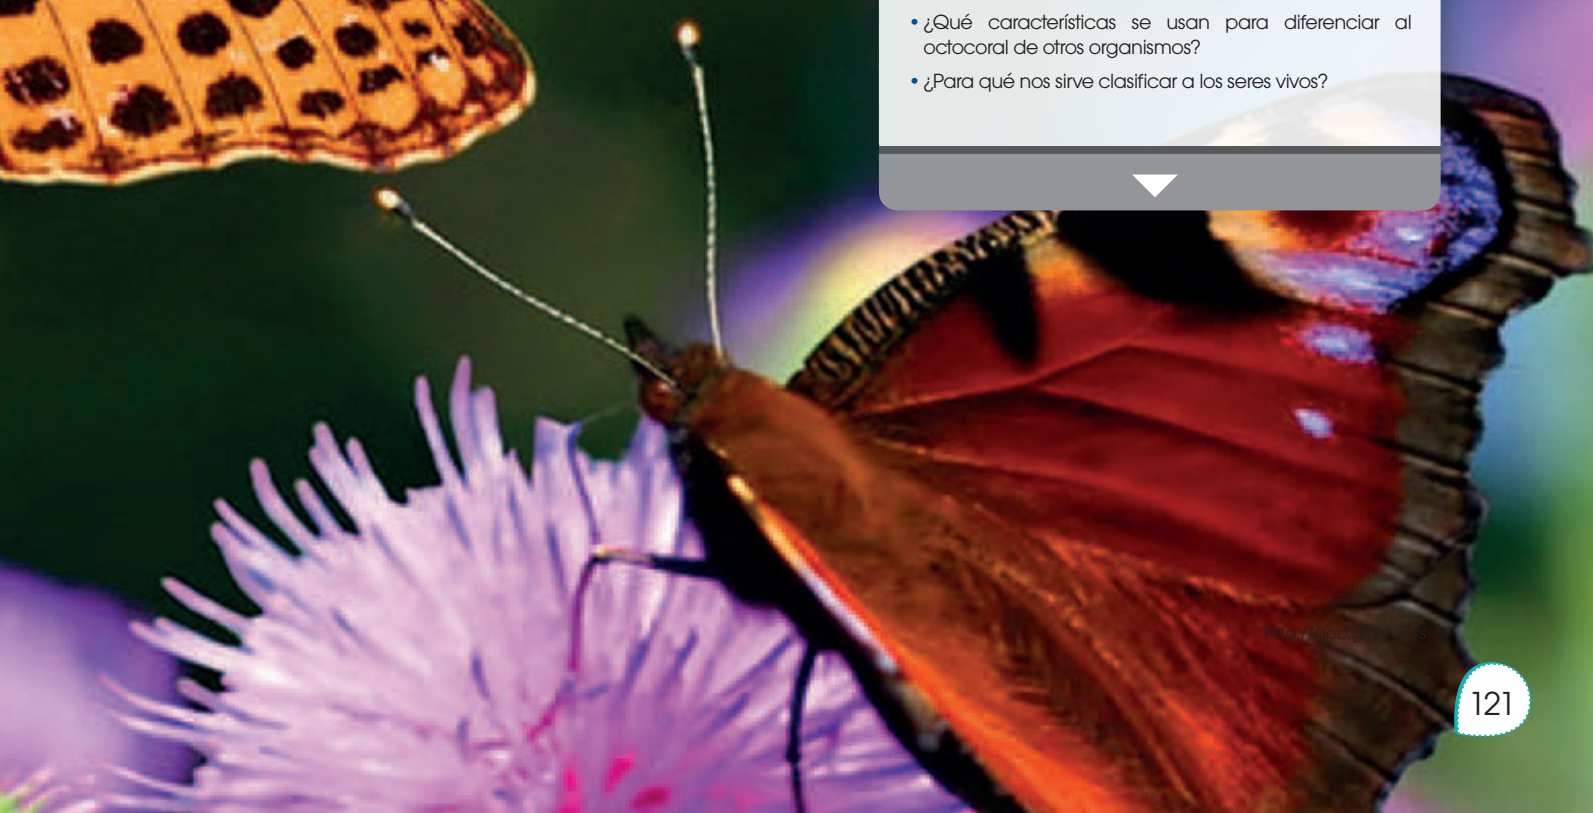 • ¿Qué características se usan para diferenciar al
octocoral de otros organismos?
• ¿Para qué nos sirve clasificar a los seres vivos?
121